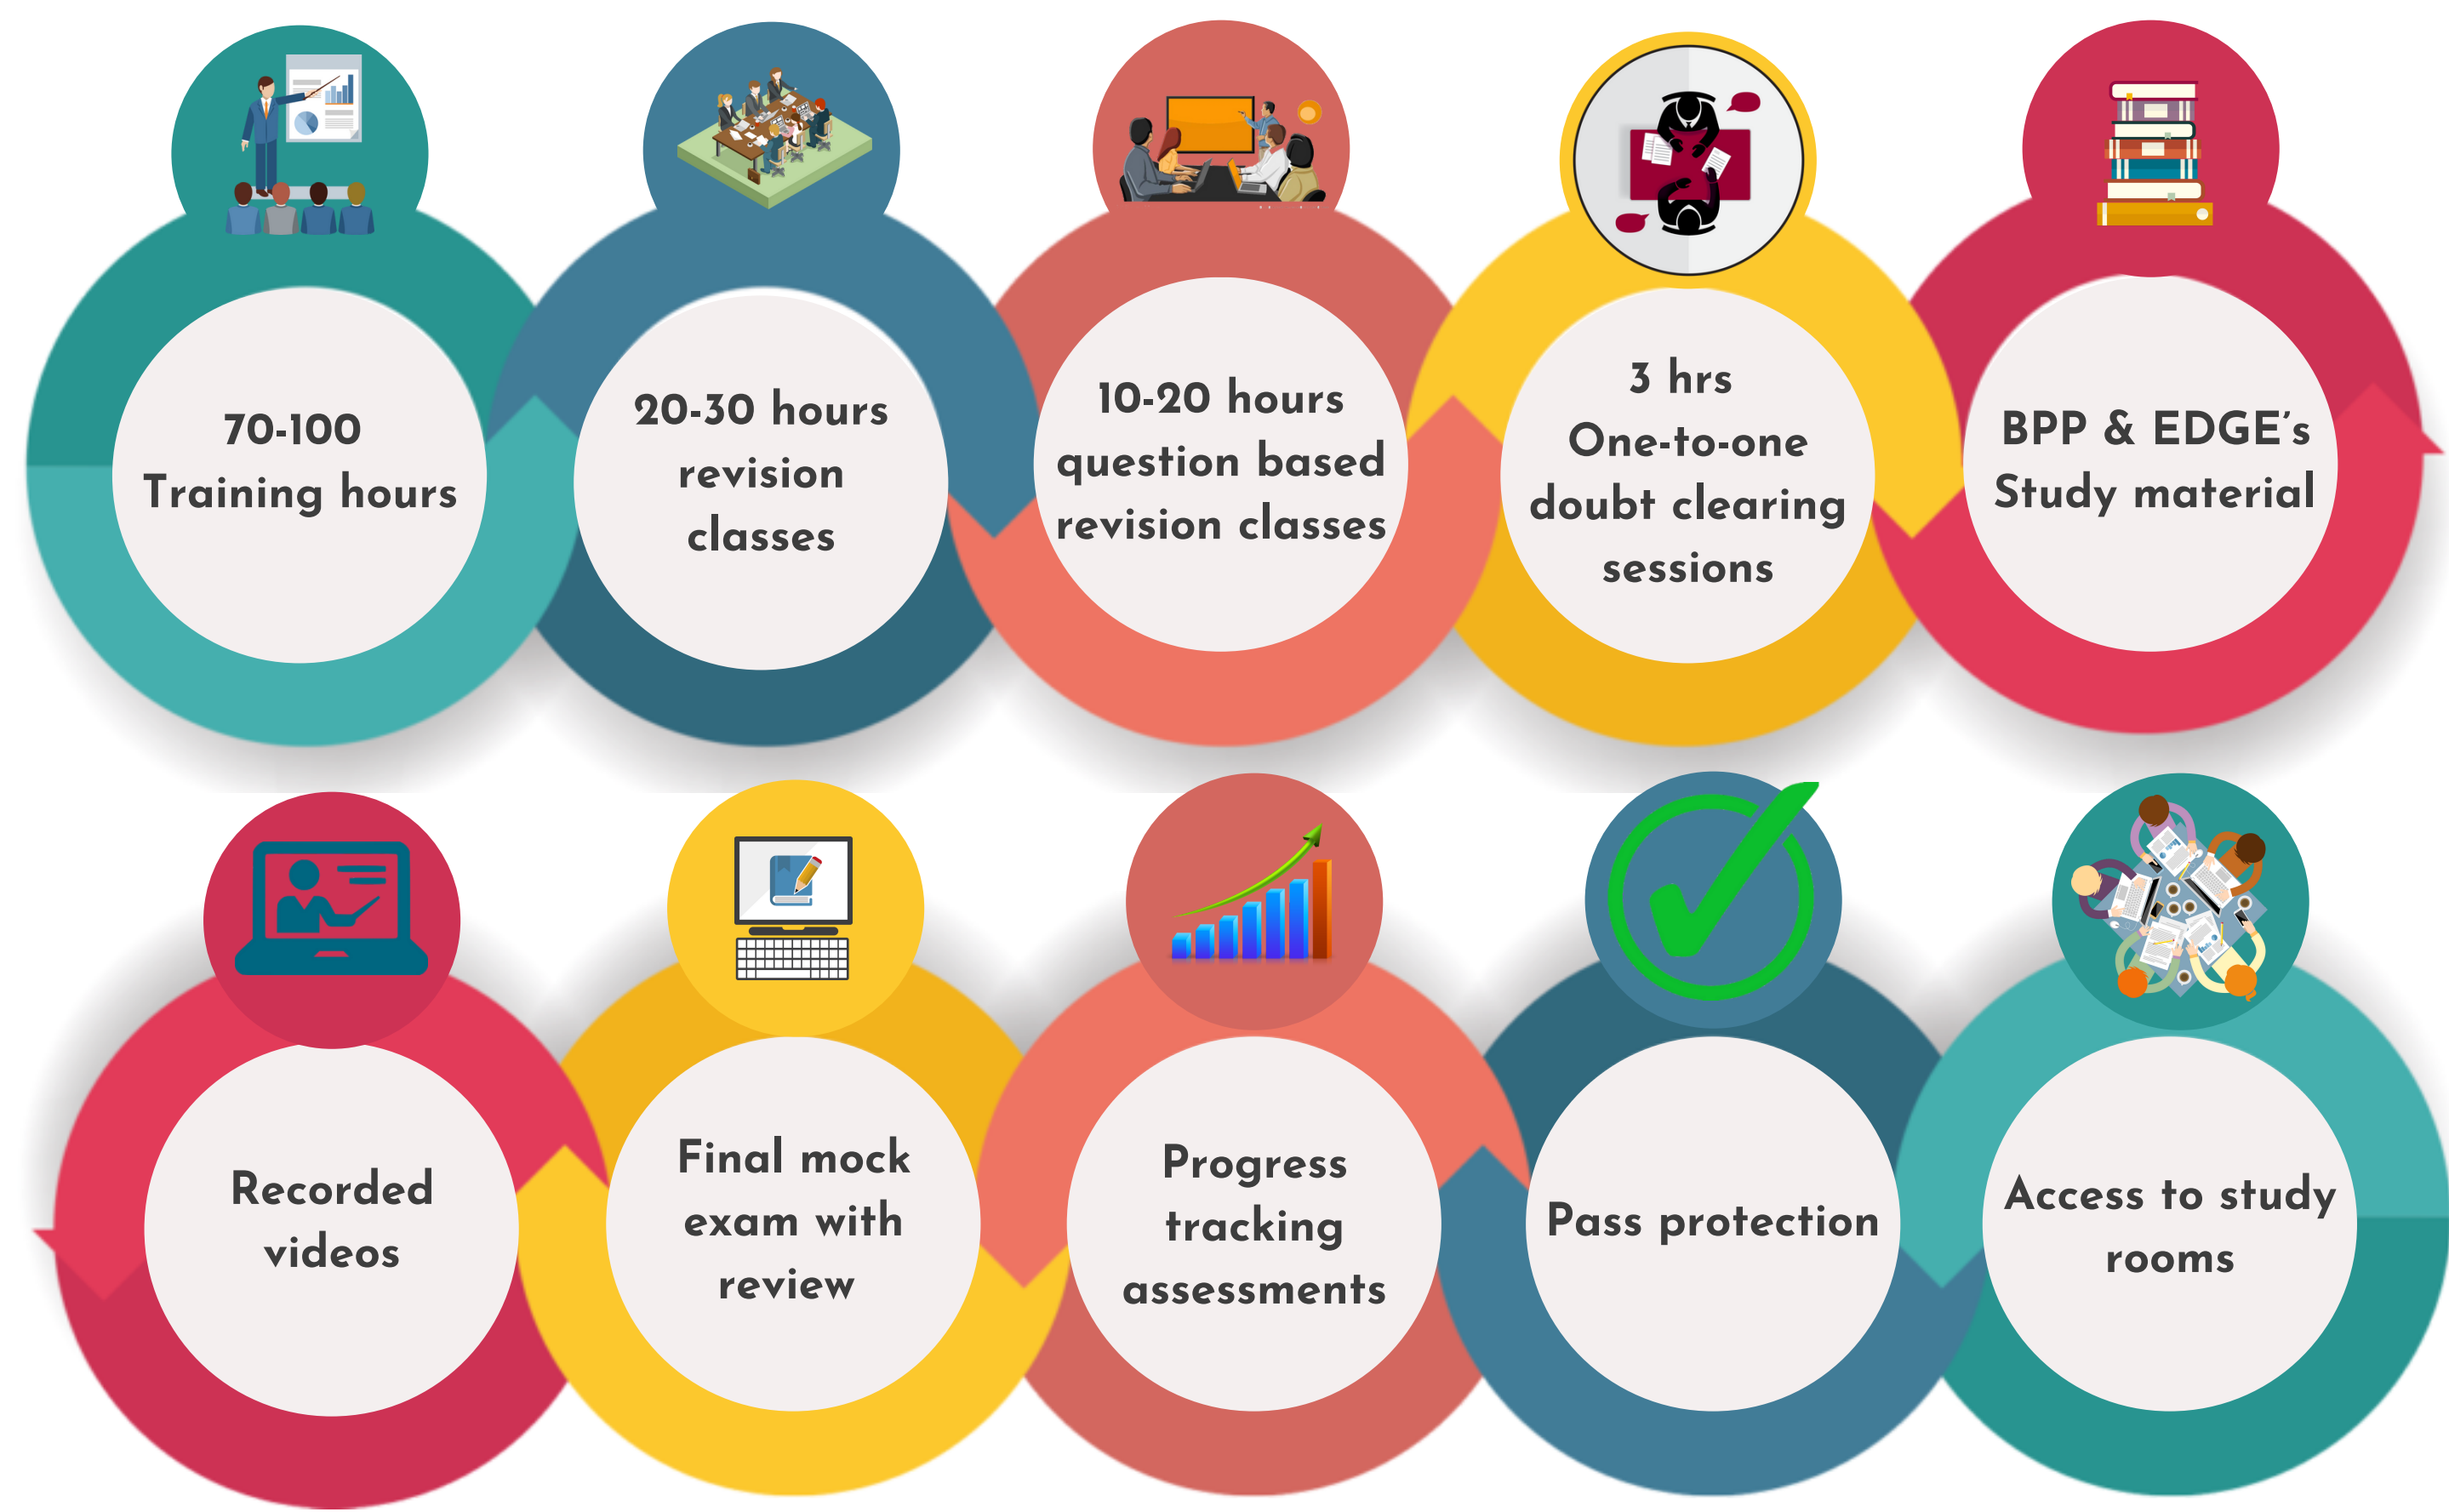 70-100
Training hours
20-30 hours
revision
classes
10-20 hours
question based
revision classes
3 hrs
One-to-one
doubt clearing
sessions
BPP & EDGE's
Study material
Recorded
videos
Final mock
exam with
review
Progress
tracking
assessments
Pass protection
Access to study
rooms